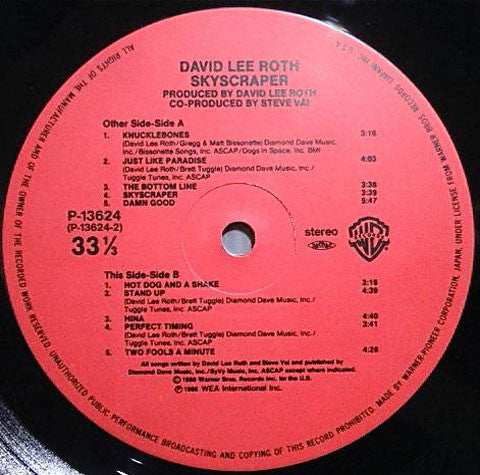 DAVID LEE ROTH
SKYSCRAPER
PRODUCED BY DAVID LEE ROTH
CO-PRODUCED BY STEVE VAI
Other Side-Side A
1. KNUCKLEBONES 3:16
(David Lee Roth/Gregg & Matt Bissonette) Diamond Dave Music,
Inc./Bissonette Songs, Inc. ASCAP/Dogs in Space, Inc. BMI
2. JUST LIKE PARADISE 4:03
(David Lee Roth/Brett Tuggle) Diamond Dave Music, Inc./
Tuggle Tunes, Inc. ASCAP
3. THE BOTTOM LINE 3:38
4. SKYSCRAPER 3:39
5. DAMN GOOD 5:47
P-13624
(P-13624-2)
33 1/3
stereo
WB
RECORDS
This Side-Side B
1. HOT DOG AND A SHAKE 3:19
2. STAND UP 4:39
(David Lee Roth/Brett Tuggle) Diamond Dave Music, Inc./
Tuggle Tunes, Inc. ASCAP
3. HINA 4:40
4. PERFECT TIMING 3:41
(David Lee Roth/Brett Tuggle) Diamond Dave Music, Inc./
Tuggle Tunes, Inc. ASCAP
5. TWO FOOLS A MINUTE 4:28
All songs written by David Lee Roth and Steve Vai and published by
Diamond Dave Music, Inc./SyVy Music, Inc. ASCAP except where indicated.
Ⓒ 1988 Warner Bros. Records Inc. for the U.S.
Ⓟ 1988 WEA International Inc.
ALL RIGHTS OF THE MANUFACTURER AND OF THE OWNER OF THE RECORDED WORK RESERVED. UNAUTHORIZED PUBLIC PERFORMANCE BROADCASTING AND COPYING OF THIS RECORD PROHIBITED. MADE BY WARNER-PIONEER CORPORATION, JAPAN, UNDER LICENSE FROM WARNER BROS RECORDS (JAPAN) INC. U.S.A.